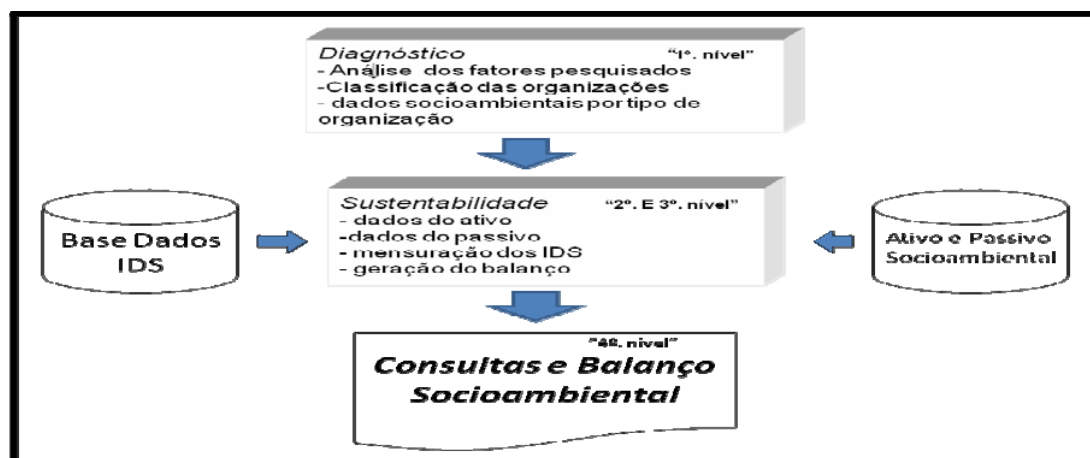 Diagnóstico "1º. nível"
- Análise dos fatores pesquisados
-Classificação das organizações
- dados socioambientais por tipo de
organização
Sustentabilidade "2º. E 3º. nível"
- dados do ativo
-dados do passivo
- mensuração dos IDS
- geração do balanço
Base Dados
IDS
Ativo e Passivo
Socioambiental
"4º. nível"
Consultas e Balanço
Socioambiental